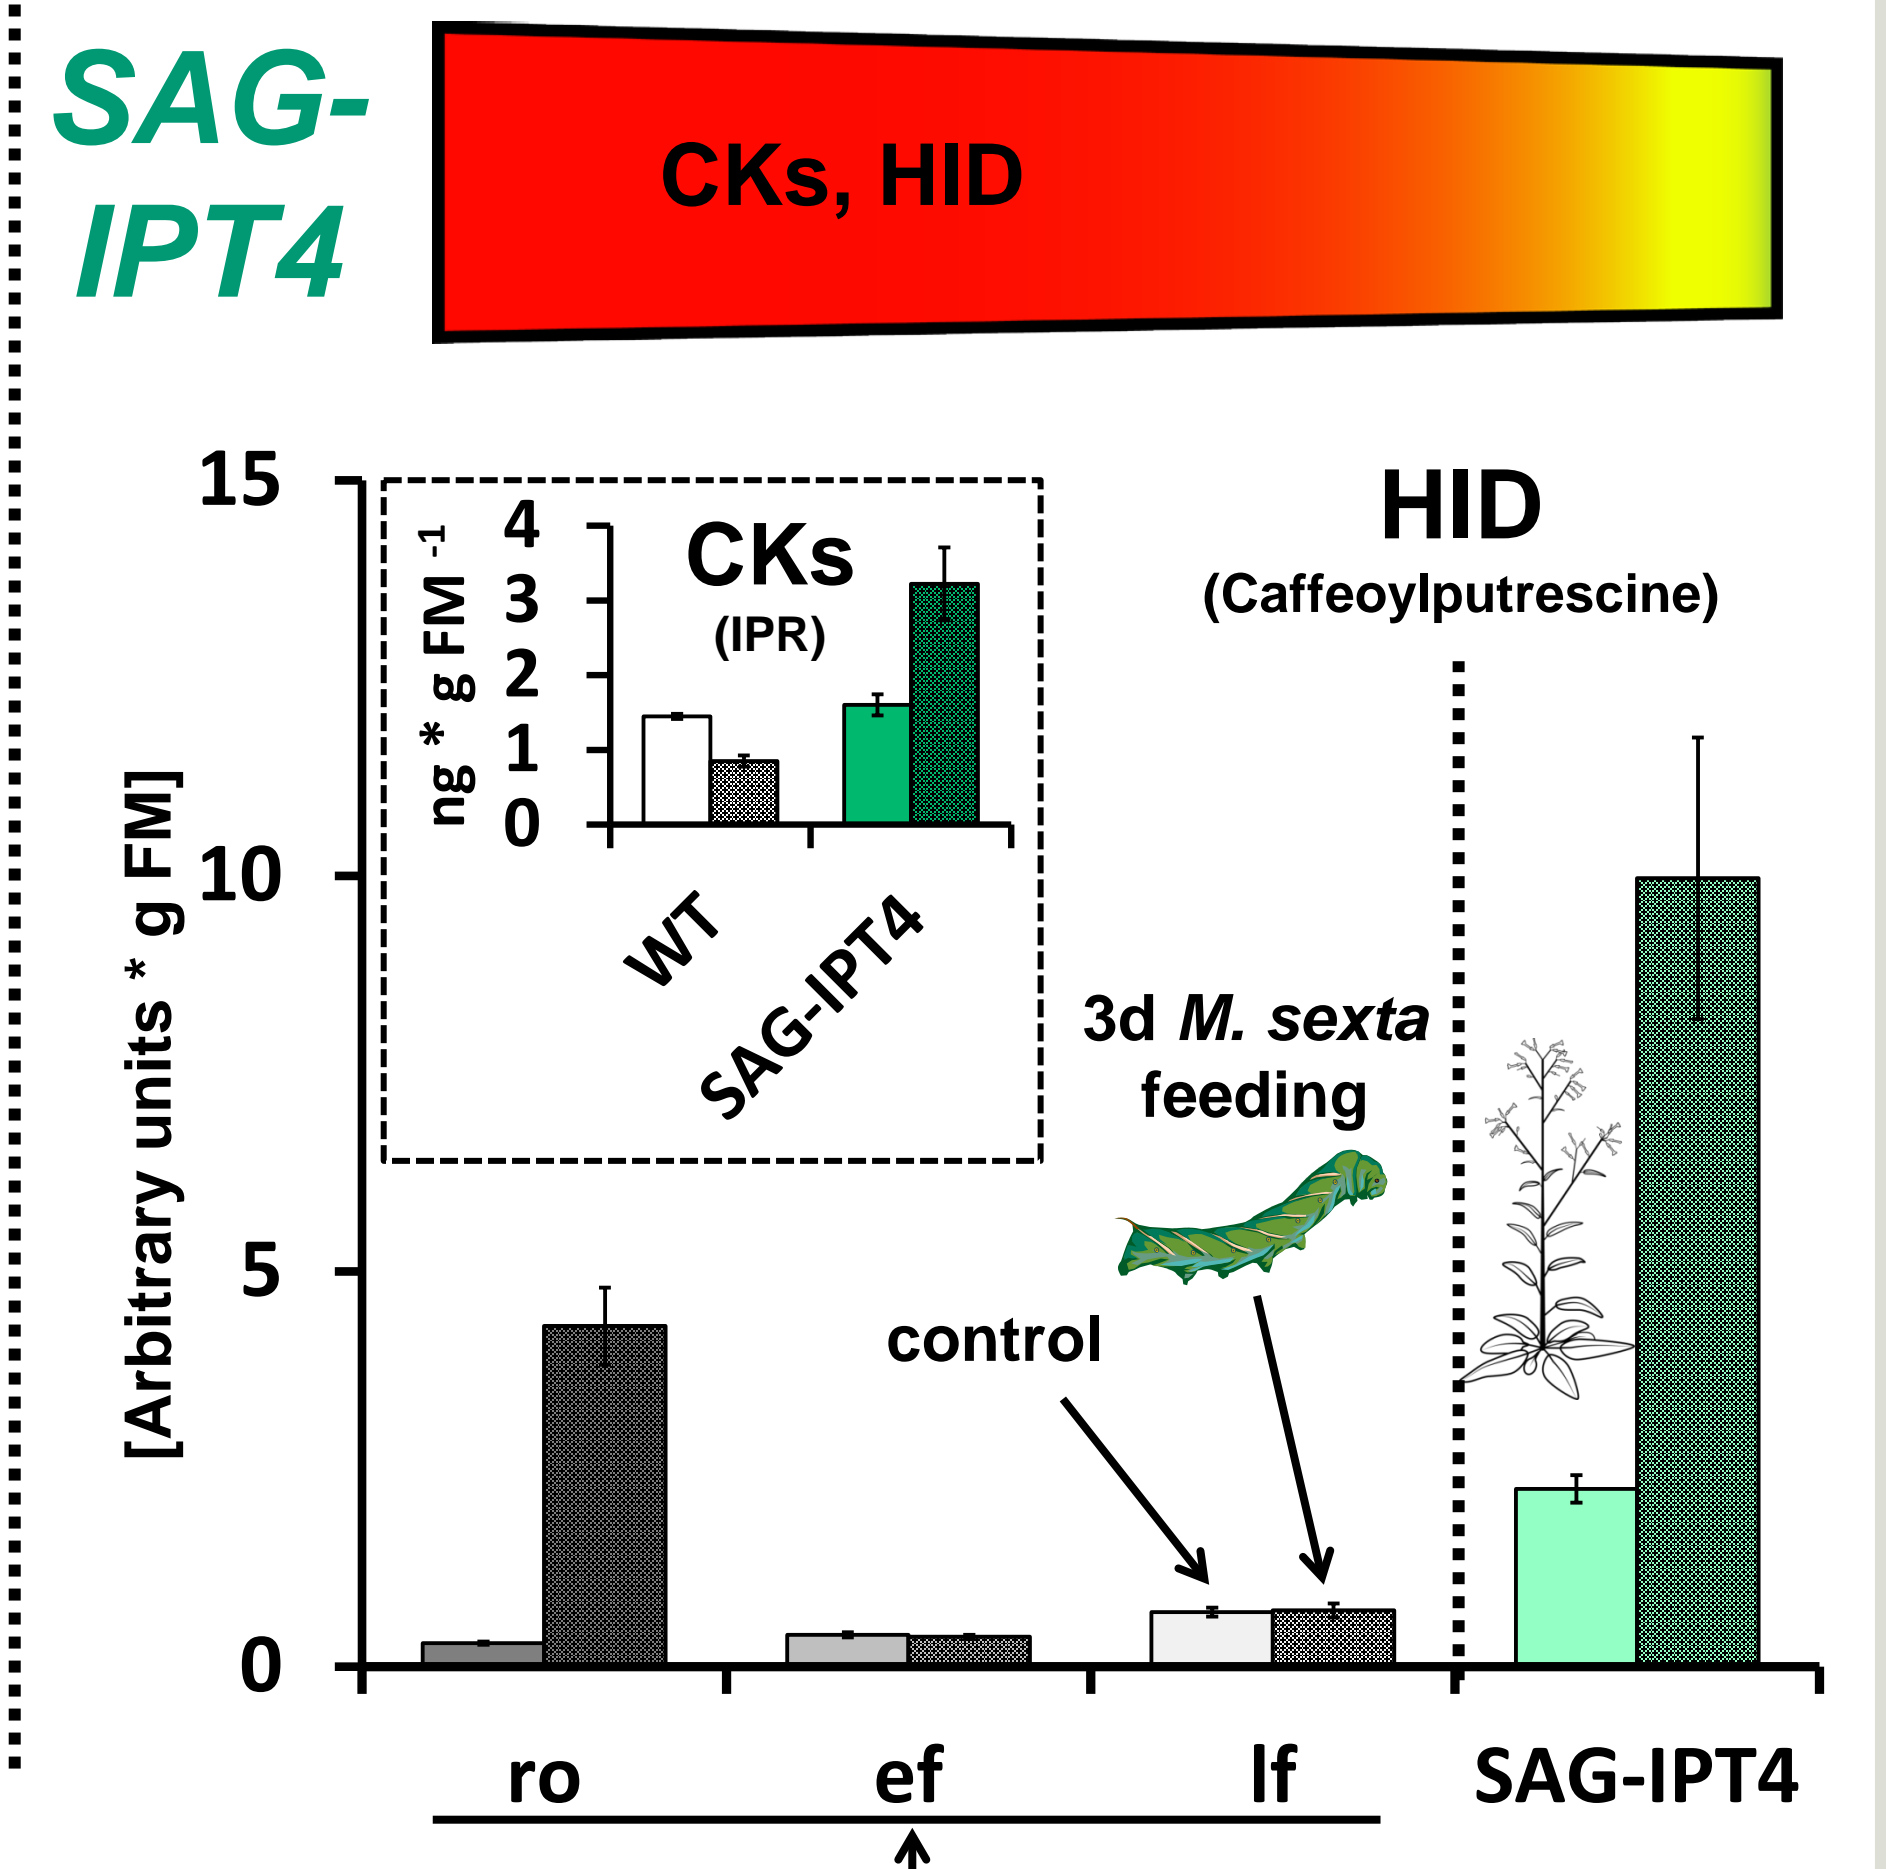 SAG-
IPT4
CKs, HID
15
10
5
0
[Arbitrary units * g FM]
ng * g FM -1
4
3
2
1
0
CKs
(IPR)
WT
SAG-IPT4
HID
(Caffeoylputrescine)
3d M. sexta
feeding
control
ro
ef
lf
SAG-IPT4